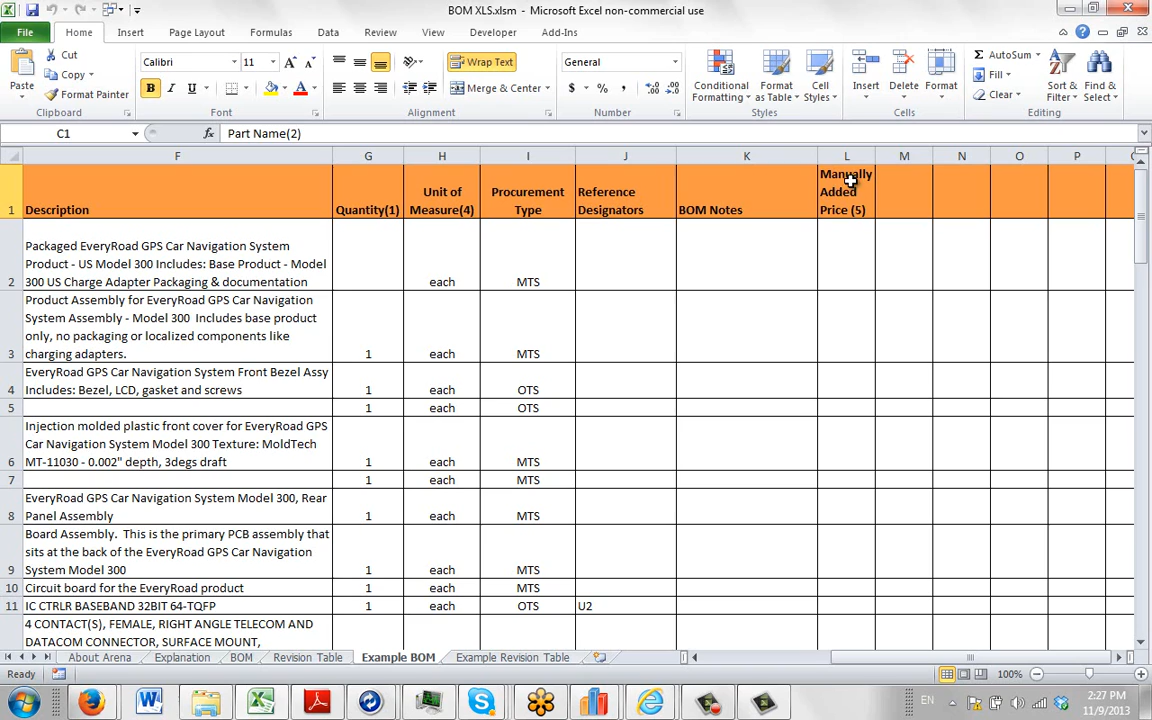 BOM XLS.xlsm - Microsoft Excel non-commercial use
File Home Insert Page Layout Formulas Data Review View Developer Add-Ins
Paste
Cut
Copy
Format Painter
Clipboard
Calibri 11
B I U A
Font
Wrap Text
Merge & Center
Alignment
General
$ % ,
Number
Conditional Formatting
Format as Table
Cell Styles
Styles
Insert Delete Format
Cells
AutoSum
Fill
Clear
Sort & Filter
Find & Select
Editing
C1 fx Part Name(2)
F G H I J K L M N O P
1 Description Quantity(1) Unit of Measure(4) Procurement Type Reference Designators BOM Notes Manually Added Price (5)
Packaged EveryRoad GPS Car Navigation System
Product - US Model 300 Includes: Base Product - Model
2 300 US Charge Adapter Packaging & documentation each MTS
Product Assembly for EveryRoad GPS Car Navigation
System Assembly - Model 300 Includes base product
only, no packaging or localized components like
3 charging adapters. 1 each MTS
EveryRoad GPS Car Navigation System Front Bezel Assy
4 Includes: Bezel, LCD, gasket and screws 1 each OTS
5 1 each OTS
Injection molded plastic front cover for EveryRoad GPS
Car Navigation System Model 300 Texture: MoldTech
6 MT-11030 - 0.002" depth, 3degs draft 1 each MTS
7 1 each MTS
EveryRoad GPS Car Navigation System Model 300, Rear
8 Panel Assembly 1 each MTS
Board Assembly. This is the primary PCB assembly that
sits at the back of the EveryRoad GPS Car Navigation
9 System Model 300 1 each MTS
10 Circuit board for the EveryRoad product 1 each MTS
11 IC CTRLR BASEBAND 32BIT 64-TQFP 1 each OTS U2
4 CONTACT(S), FEMALE, RIGHT ANGLE TELECOM AND
DATACOM CONNECTOR, SURFACE MOUNT,
About Arena Explanation BOM Revision Table Example BOM Example Revision Table
Ready 100%
EN 2:27 PM
11/9/2013